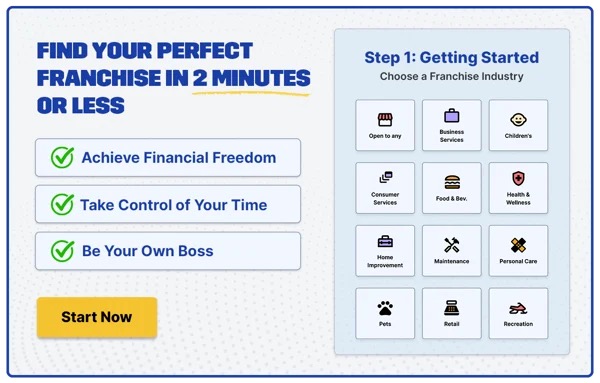 FIND YOUR PERFECT
FRANCHISE IN 2 MINUTES
OR LESS
Achieve Financial Freedom
Take Control of Your Time
Be Your Own Boss
Start Now
Step 1: Getting Started
Choose a Franchise Industry
Open to any
Business
Services
Children's
Consumer
Services
Food & Bev.
Health &
Wellness
Home
Improvement
Maintenance
Personal Care
Pets
Retail
Recreation